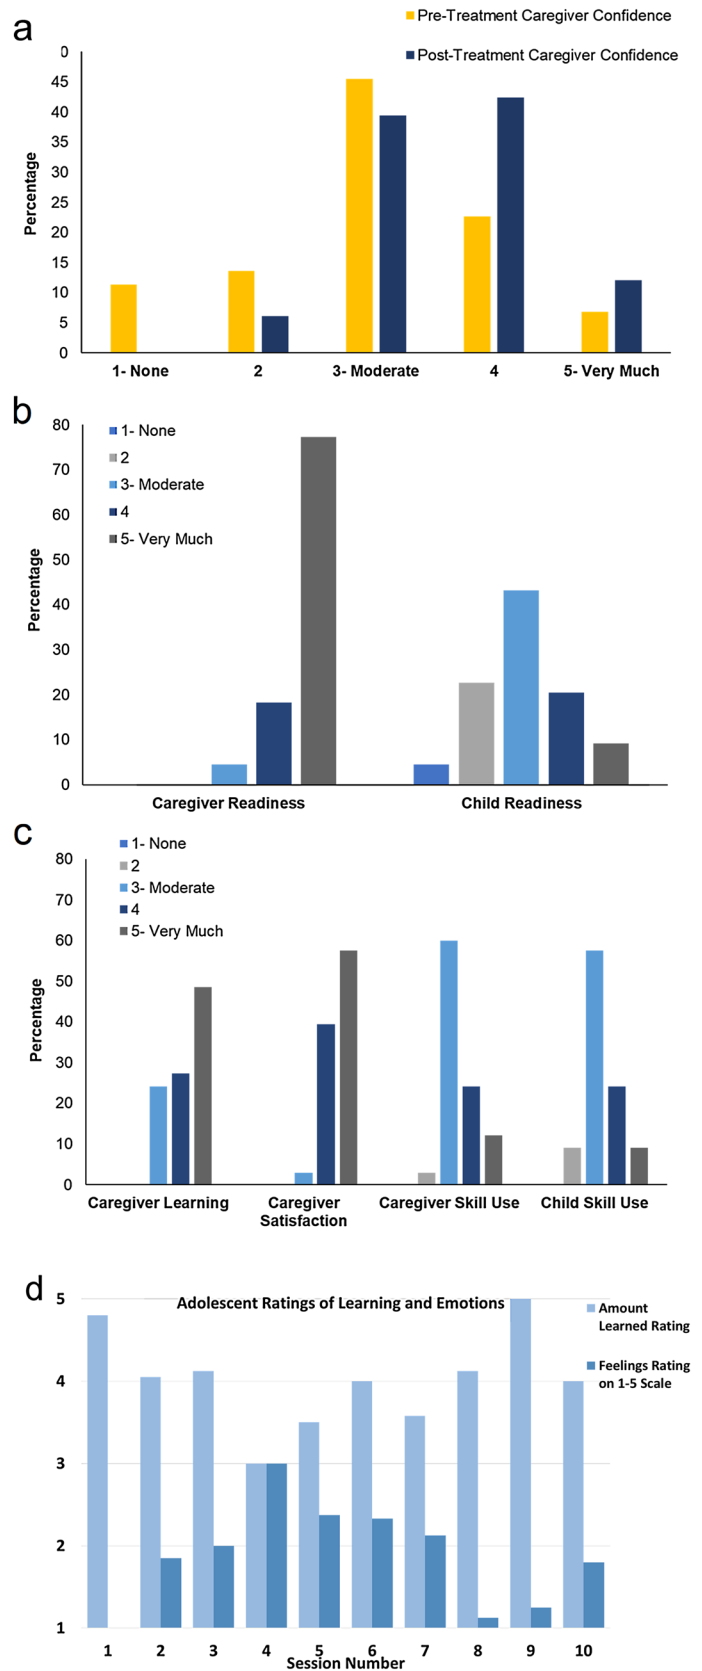 a
Pre-Treatment Caregiver Confidence
Post-Treatment Caregiver Confidence
Percentage
0
45
40
35
30
25
20
15
10
5
0
1- None
2
3- Moderate
4
5- Very Much
b
1- None
2
3- Moderate
4
5- Very Much
Percentage
80
70
60
50
40
30
20
10
0
Caregiver Readiness
Child Readiness
c
1- None
2
3- Moderate
4
5- Very Much
Percentage
80
70
60
50
40
30
20
10
0
Caregiver Learning
Caregiver
Satisfaction
Caregiver Skill Use
Child Skill Use
d
Adolescent Ratings of Learning and Emotions
Amount
Learned Rating
Feelings Rating
on 1-5 Scale
5
4
3
2
1
1 2 3 4 5 6 7 8 9 10
Session Number